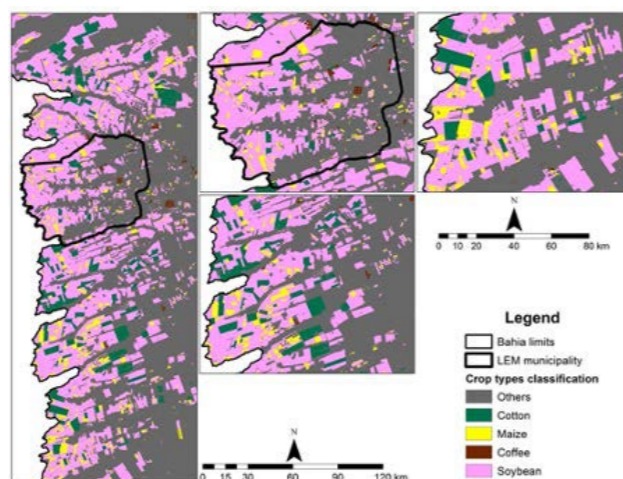 N
0 10 20 40 60 80 km
Legend
Bahia limits
LEM municipality
Crop types classification
Others
Cotton
Maize
Coffee
Soybean
N
0 15 30 60 90 120 km